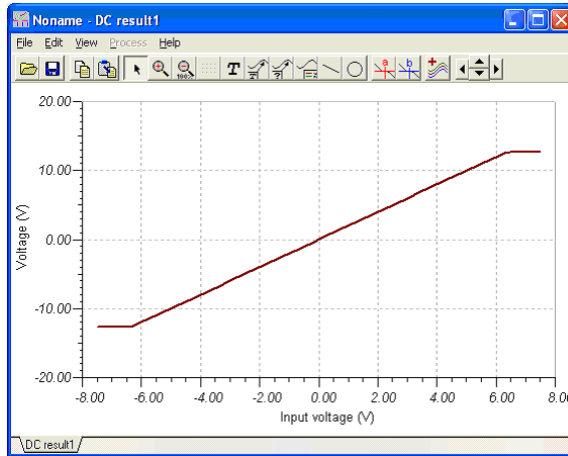 Noname - DC result1
File Edit View Process Help
100% T ? a b
20.00
10.00
0.00
-10.00
-20.00
Voltage (V)
-8.00 -6.00 -4.00 -2.00 0.00 2.00 4.00 6.00 8.00
Input voltage (V)
DC result1